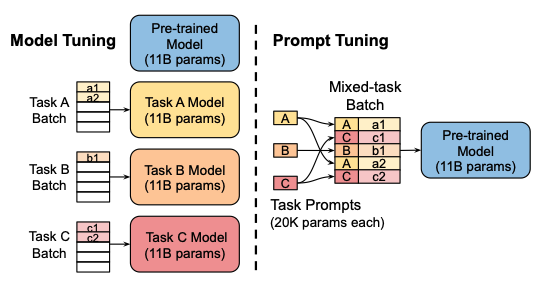 Model Tuning
Pre-trained
Model
(11B params)
Task A
Batch
a1
a2
Task A Model
(11B params)
Task B
Batch
b1
Task B Model
(11B params)
Task C
Batch
c1
c2
Task C Model
(11B params)
Prompt Tuning
Mixed-task
Batch
A
B
C
A a1
C c1
B b1
A a2
C c2
Task Prompts
(20K params each)
Pre-trained
Model
(11B params)